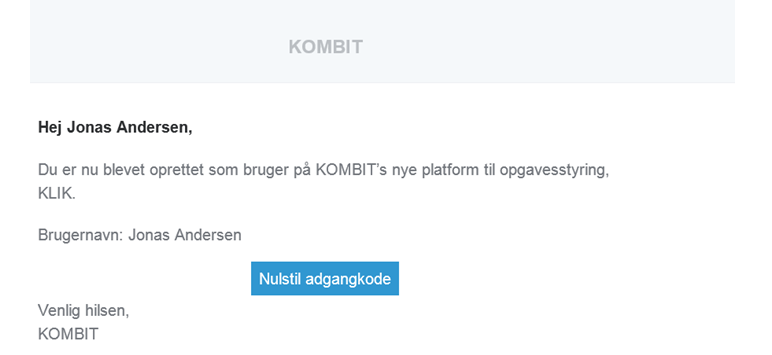 KOMBIT
Hej Jonas Andersen,
Du er nu blevet oprettet som bruger på KOMBIT's nye platform til opgavesstyring,
KLIK.
Brugernavn: Jonas Andersen
Nulstil adgangkode
Venlig hilsen,
KOMBIT